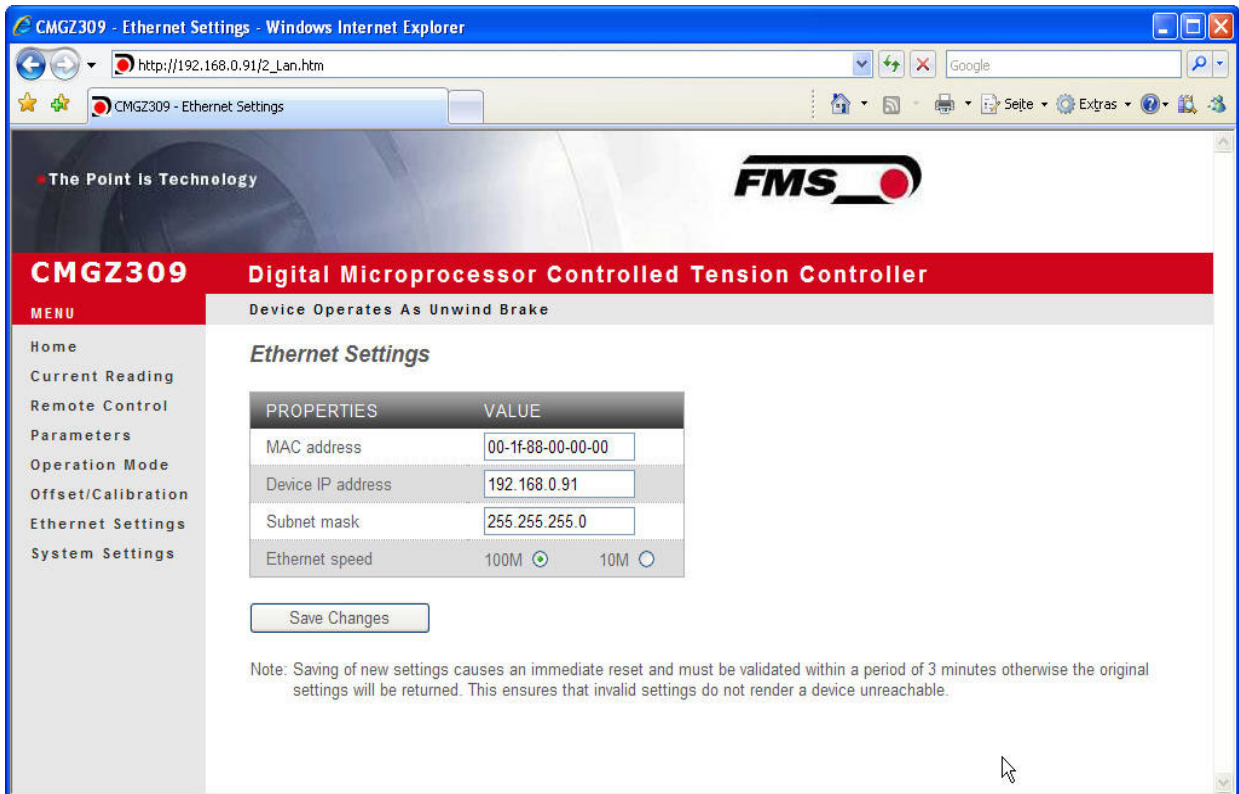 CMGZ309 - Ethernet Settings - Windows Internet Explorer
http://192.168.0.91/2_Lan.htm
Google
CMGZ309 - Ethernet Settings
Seite
Extras
The Point is Technology
FMS
CMGZ309
Digital Microprocessor Controlled Tension Controller
MENU
Device Operates As Unwind Brake
Home
Current Reading
Remote Control
Parameters
Operation Mode
Offset/Calibration
Ethernet Settings
System Settings
Ethernet Settings
PROPERTIES VALUE
MAC address 00-1f-88-00-00-00
Device IP address 192.168.0.91
Subnet mask 255.255.255.0
Ethernet speed 100M 10M
Save Changes
Note: Saving of new settings causes an immediate reset and must be validated within a period of 3 minutes otherwise the original
settings will be returned. This ensures that invalid settings do not render a device unreachable.